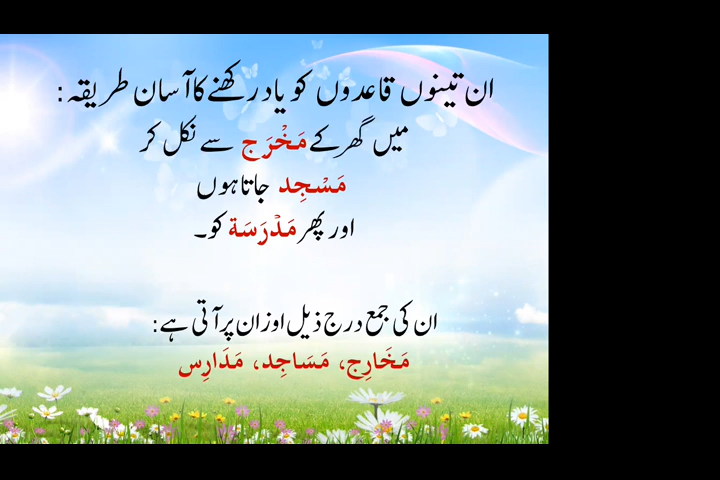 ان تینوں قاعدوں کو یاد رکھنے کا آسان طریقہ:
میں گھر کے مَخْرَج سے نکل کر
مَسْجِد جاتا ہوں
اور پھر مَدْرَسَة کو۔
ان کی جمع درج ذیل اوزان پر آتی ہے:
مَخَارِج، مَسَاجِد، مَدَارِس